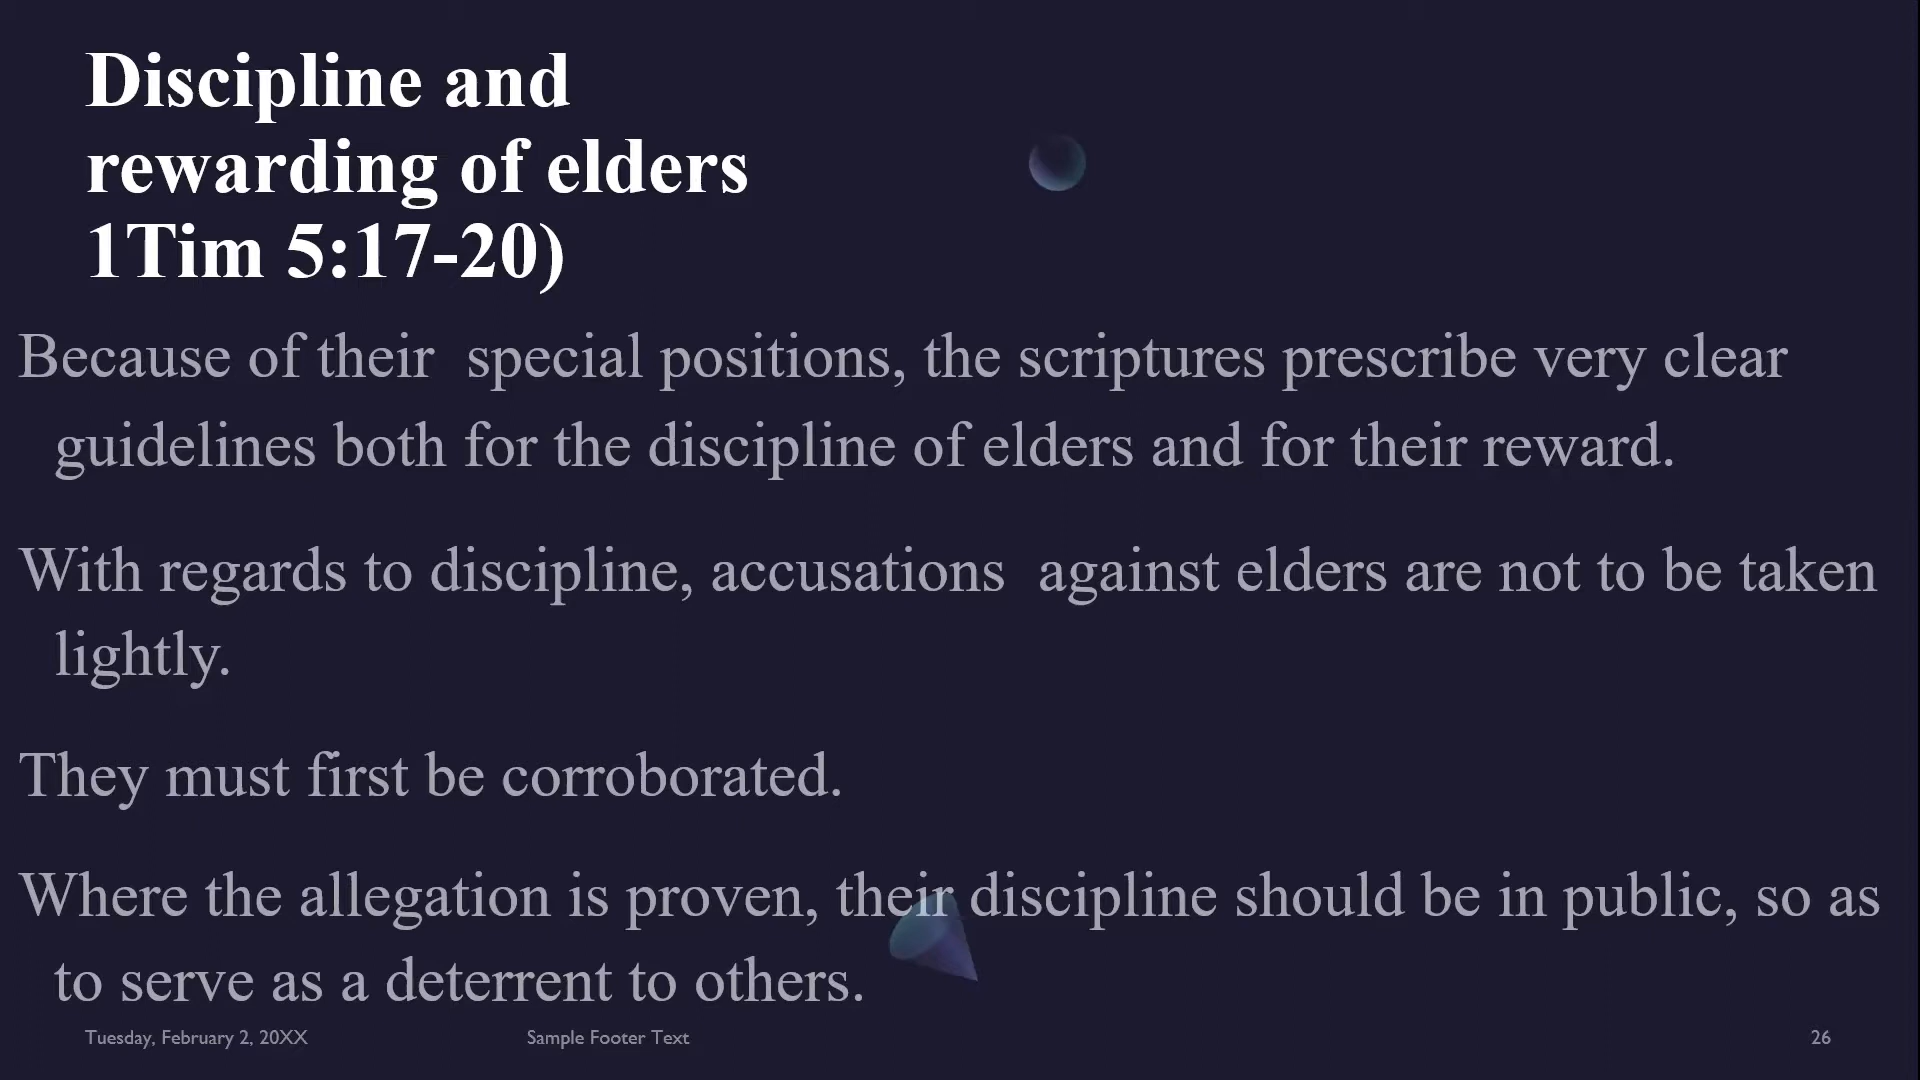 Discipline and
rewarding of elders
1Tim 5:17-20)
Because of their  special positions, the scriptures prescribe very clear
guidelines both for the discipline of elders and for their reward.
With regards to discipline, accusations  against elders are not to be taken
lightly.
They must first be corroborated.
Where the allegation is proven, their discipline should be in public, so as
to serve as a deterrent to others.
Tuesday, February 2, 20XX
Sample Footer Text
26